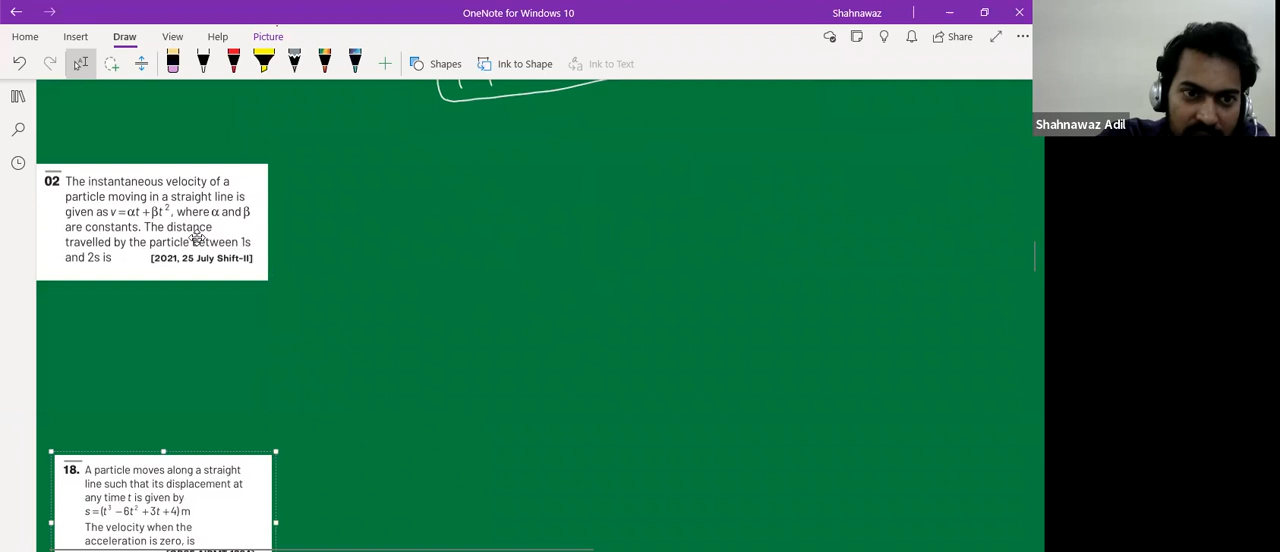 OneNote for Windows 10
Shahnawaz
Home Insert Draw View Help Picture
Share
Shapes Ink to Shape Ink to Text
Shahnawaz Adil
02 The instantaneous velocity of a
particle moving in a straight line is
given as v = αt + βt², where α and β
are constants. The distance
travelled by the particle between 1s
and 2s is [2021, 25 July Shift-II]
18. A particle moves along a straight
line such that its displacement at
any time t is given by
s = (t³ − 6t² + 3t + 4) m
The velocity when the
acceleration is zero, is